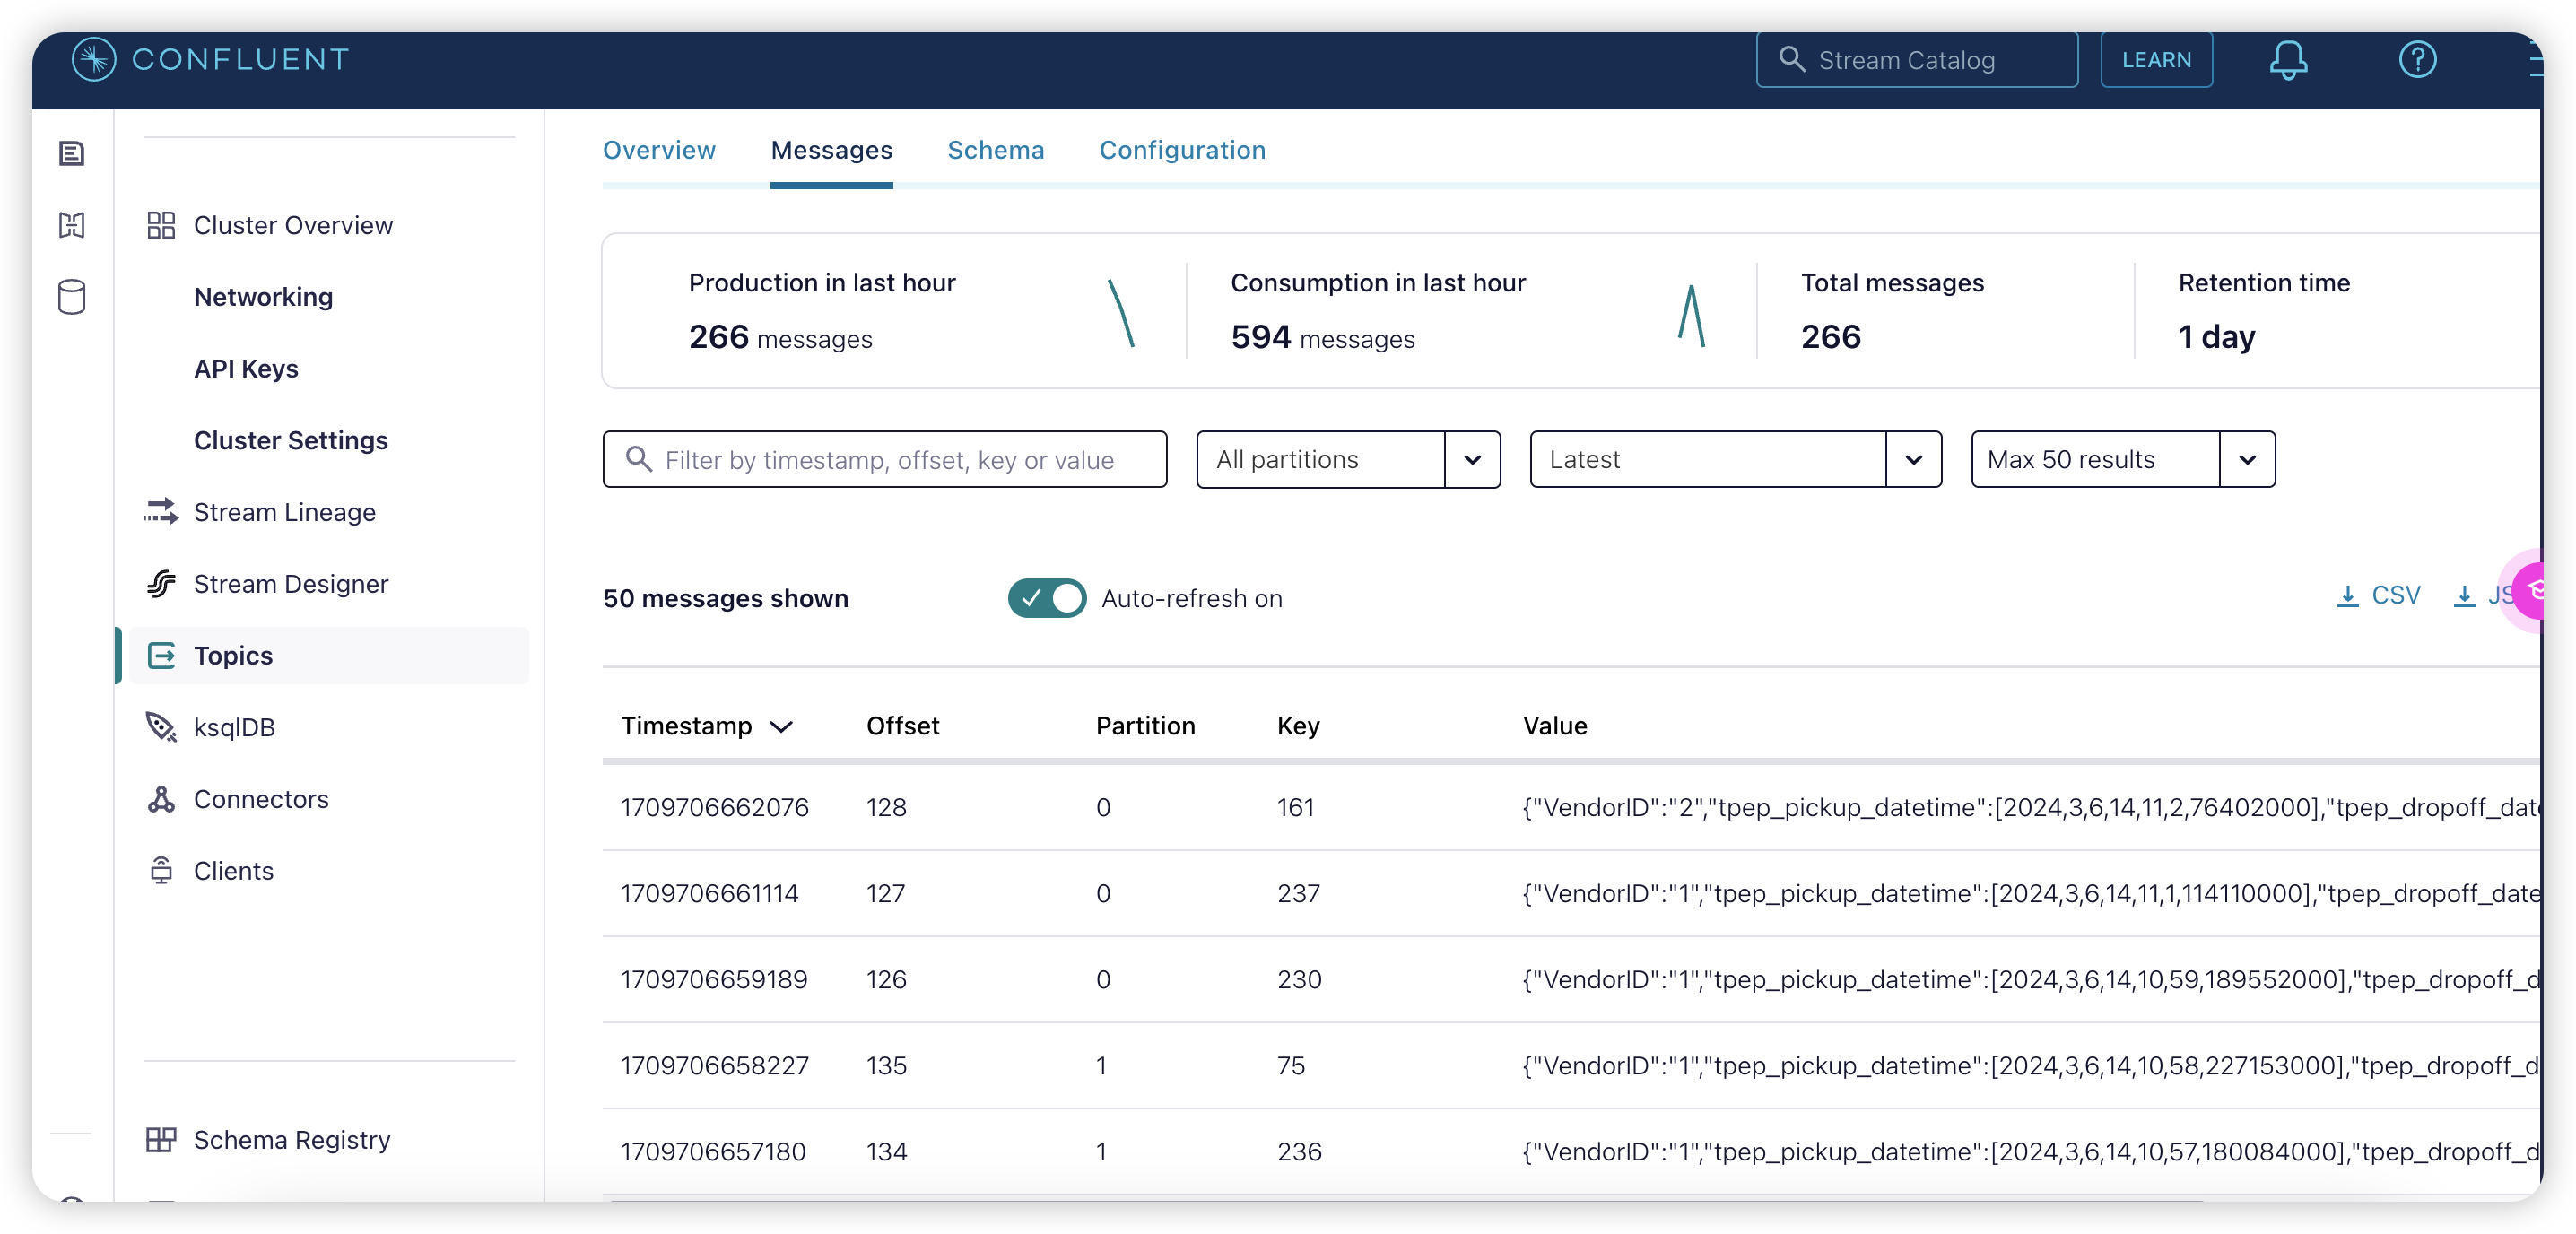 CONFLUENT
Stream Catalog
LEARN
Overview Messages Schema Configuration
Cluster Overview
Networking
API Keys
Cluster Settings
Stream Lineage
Stream Designer
Topics
ksqlDB
Connectors
Clients
Schema Registry
Production in last hour
266 messages
Consumption in last hour
594 messages
Total messages
266
Retention time
1 day
Filter by timestamp, offset, key or value
All partitions
Latest
Max 50 results
50 messages shown
Auto-refresh on
CSV
JS
Timestamp Offset Partition Key Value
1709706662076 128 0 161 {"VendorID":"2","tpep_pickup_datetime":[2024,3,6,14,11,2,76402000],"tpep_dropoff_dat
1709706661114 127 0 237 {"VendorID":"1","tpep_pickup_datetime":[2024,3,6,14,11,1,114110000],"tpep_dropoff_date
1709706659189 126 0 230 {"VendorID":"1","tpep_pickup_datetime":[2024,3,6,14,10,59,189552000],"tpep_dropoff_d
1709706658227 135 1 75 {"VendorID":"1","tpep_pickup_datetime":[2024,3,6,14,10,58,227153000],"tpep_dropoff_d
1709706657180 134 1 236 {"VendorID":"1","tpep_pickup_datetime":[2024,3,6,14,10,57,180084000],"tpep_dropoff_d